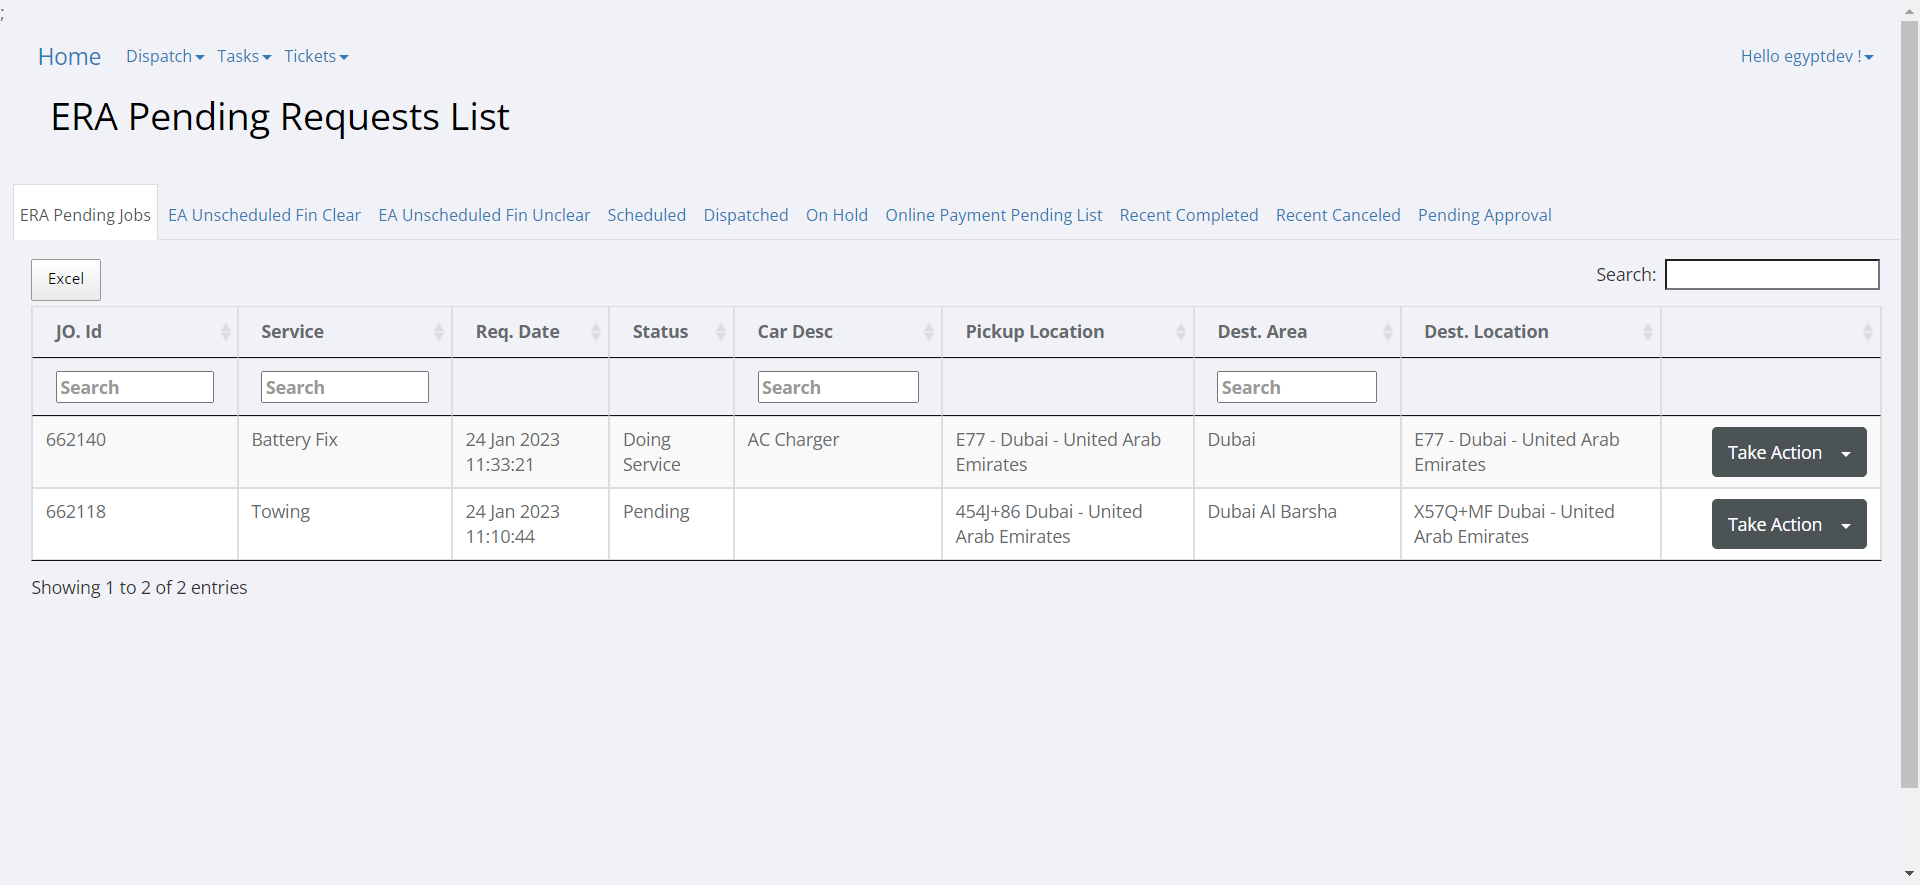 ;
Home Dispatch Tasks Tickets Hello egyptdev !
ERA Pending Requests List
ERA Pending Jobs EA Unscheduled Fin Clear EA Unscheduled Fin Unclear Scheduled Dispatched On Hold Online Payment Pending List Recent Completed Recent Canceled Pending Approval
Excel Search:
JO. Id Service Req. Date Status Car Desc Pickup Location Dest. Area Dest. Location
Search Search Search Search
662140 Battery Fix 24 Jan 2023 Doing AC Charger E77 - Dubai - United Arab Dubai E77 - Dubai - United Arab Take Action
11:33:21 Service Emirates Emirates
662118 Towing 24 Jan 2023 Pending 454J+86 Dubai - United Dubai Al Barsha X57Q+MF Dubai - United Take Action
11:10:44 Arab Emirates Arab Emirates
Showing 1 to 2 of 2 entries